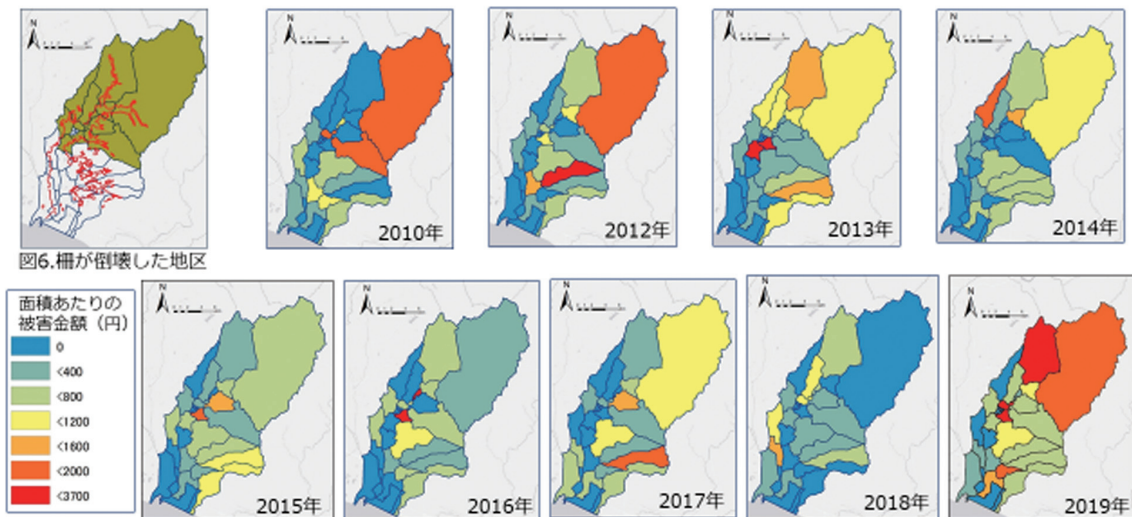 N
N
N
N
N
2010年
2012年
2013年
2014年
図6.柵が倒壊した地区
面積あたりの
被害金額（円）
0
<400
<800
<1200
<1600
<2000
<3700
N
N
N
N
N
2015年
2016年
2017年
2018年
2019年